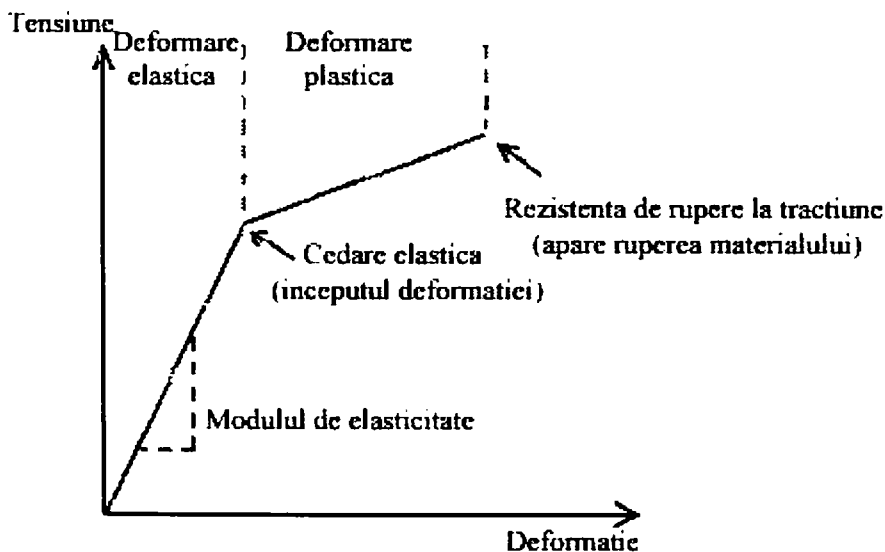 Tensiune
Deformare
elastica
Deformare
plastica
Rezistenta de rupere la tractiune
(apare ruperea materialului)
Cedare elastica
(inceputul deformatiei)
Modulul de elasticitate
Deformatie